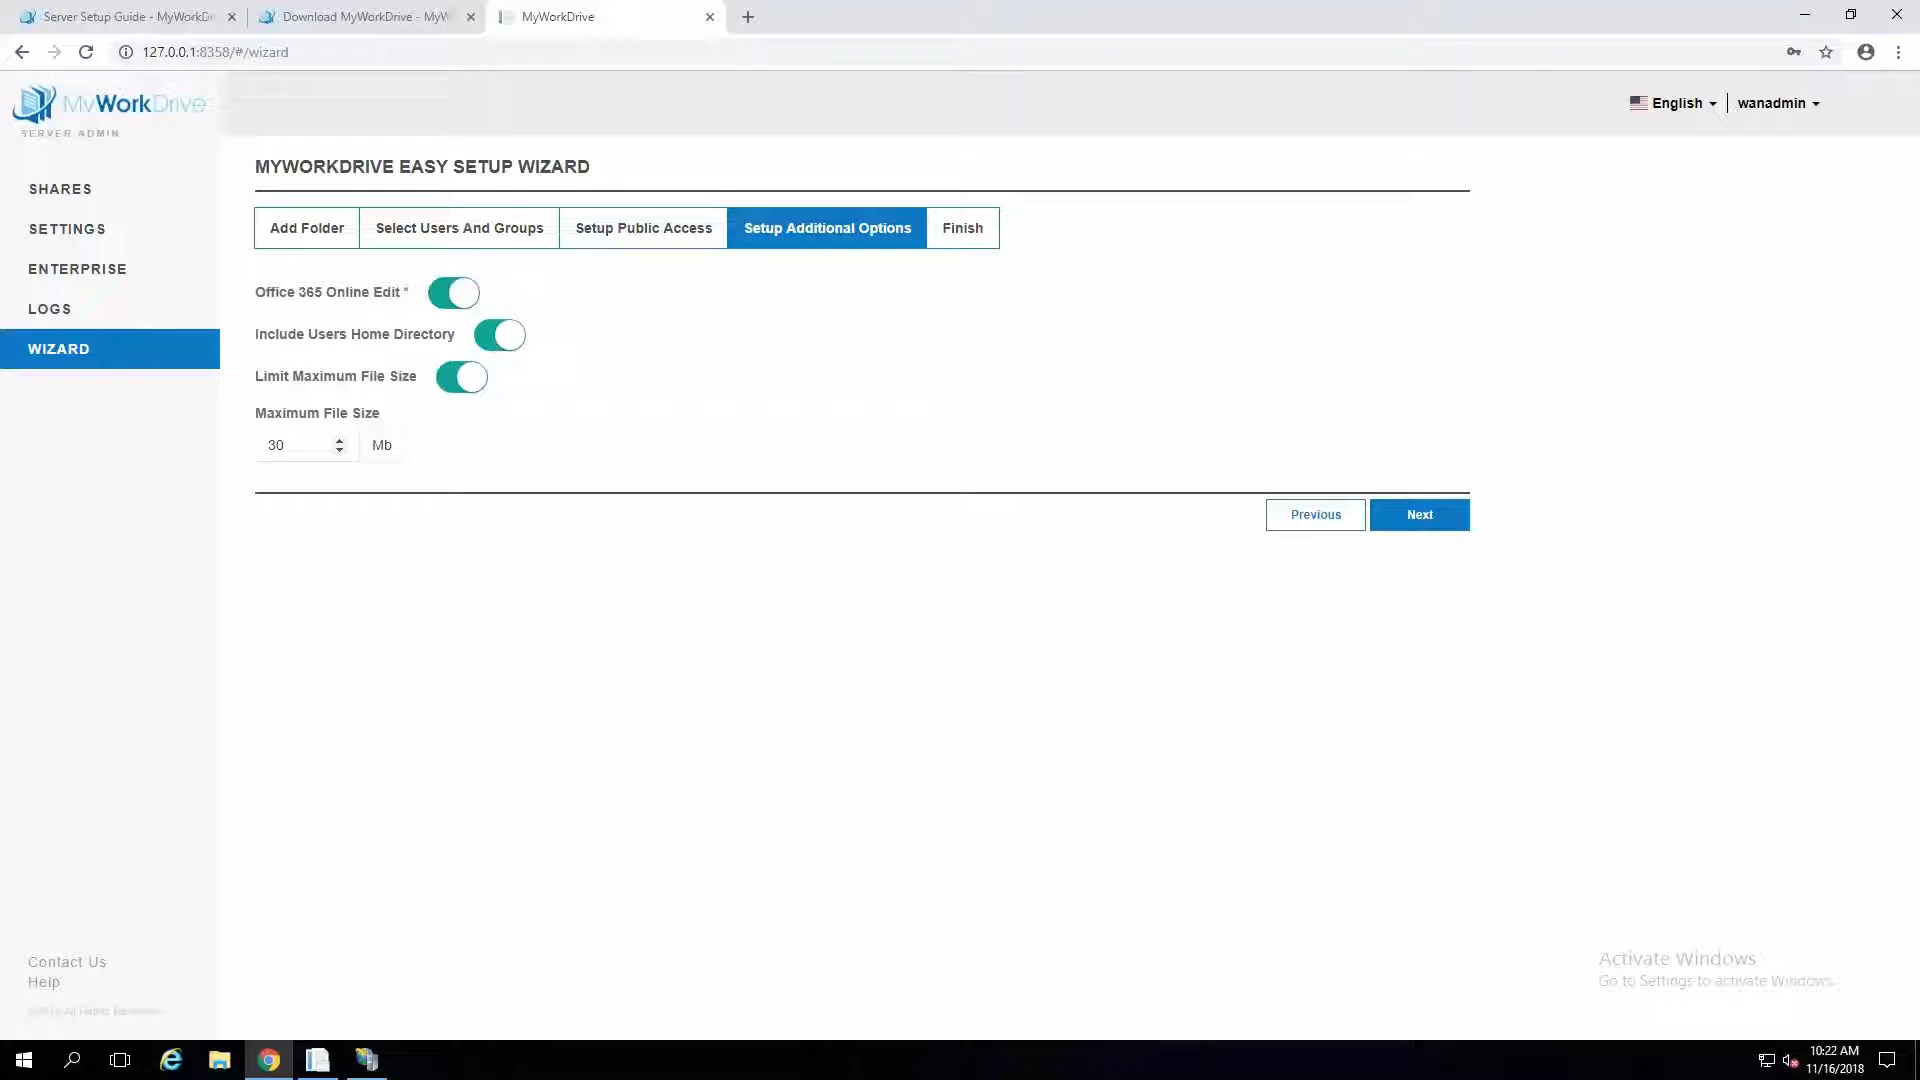 Server Setup Guide - MyWorkDr
Download MyWorkDrive - MyW
MyWorkDrive
127.0.0.1:8358/#/wizard
MyWorkDrive
SERVER ADMIN
English
wanadmin
SHARES
SETTINGS
ENTERPRISE
LOGS
WIZARD
MYWORKDRIVE EASY SETUP WIZARD
Add Folder
Select Users And Groups
Setup Public Access
Setup Additional Options
Finish
Office 365 Online Edit *
Include Users Home Directory
Limit Maximum File Size
Maximum File Size
30
Mb
Previous
Next
Contact Us
Help
All Rights Reserved
Activate Windows
Go to Settings to activate Windows.
10:22 AM
11/16/2018